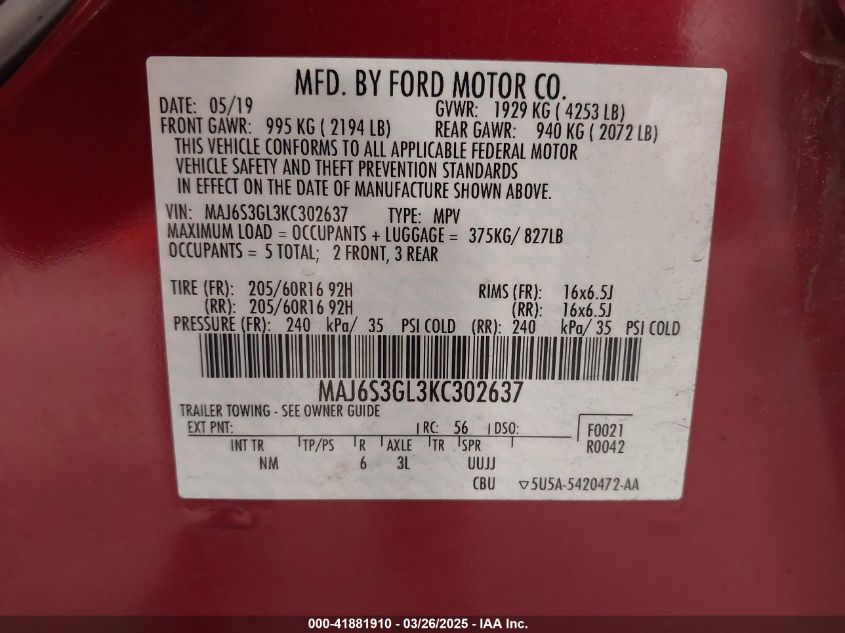 MFD. BY FORD MOTOR CO.
DATE: 05/19 GVWR: 1929 KG ( 4253 LB)
FRONT GAWR: 995 KG ( 2194 LB) REAR GAWR: 940 KG ( 2072 LB)
THIS VEHICLE CONFORMS TO ALL APPLICABLE FEDERAL MOTOR
VEHICLE SAFETY AND THEFT PREVENTION STANDARDS
IN EFFECT ON THE DATE OF MANUFACTURE SHOWN ABOVE.
VIN: MAJ6S3GL3KC302637 TYPE: MPV
MAXIMUM LOAD = OCCUPANTS + LUGGAGE = 375KG/ 827LB
OCCUPANTS = 5 TOTAL; 2 FRONT, 3 REAR
TIRE (FR): 205/60R16 92H RIMS (FR): 16x6.5J
(RR): 205/60R16 92H (RR): 16x6.5J
PRESSURE (FR): 240 kPa/ 35 PSI COLD (RR): 240 kPa/ 35 PSI COLD
MAJ6S3GL3KC302637
TRAILER TOWING - SEE OWNER GUIDE
EXT PNT: RC: 56 DSO: F0021
INT TR TP/PS R AXLE TR SPR R0042
NM 6 3L UUJJ
CBU ▽5U5A-5420472-AA
000-41881910 - 03/26/2025 - IAA Inc.